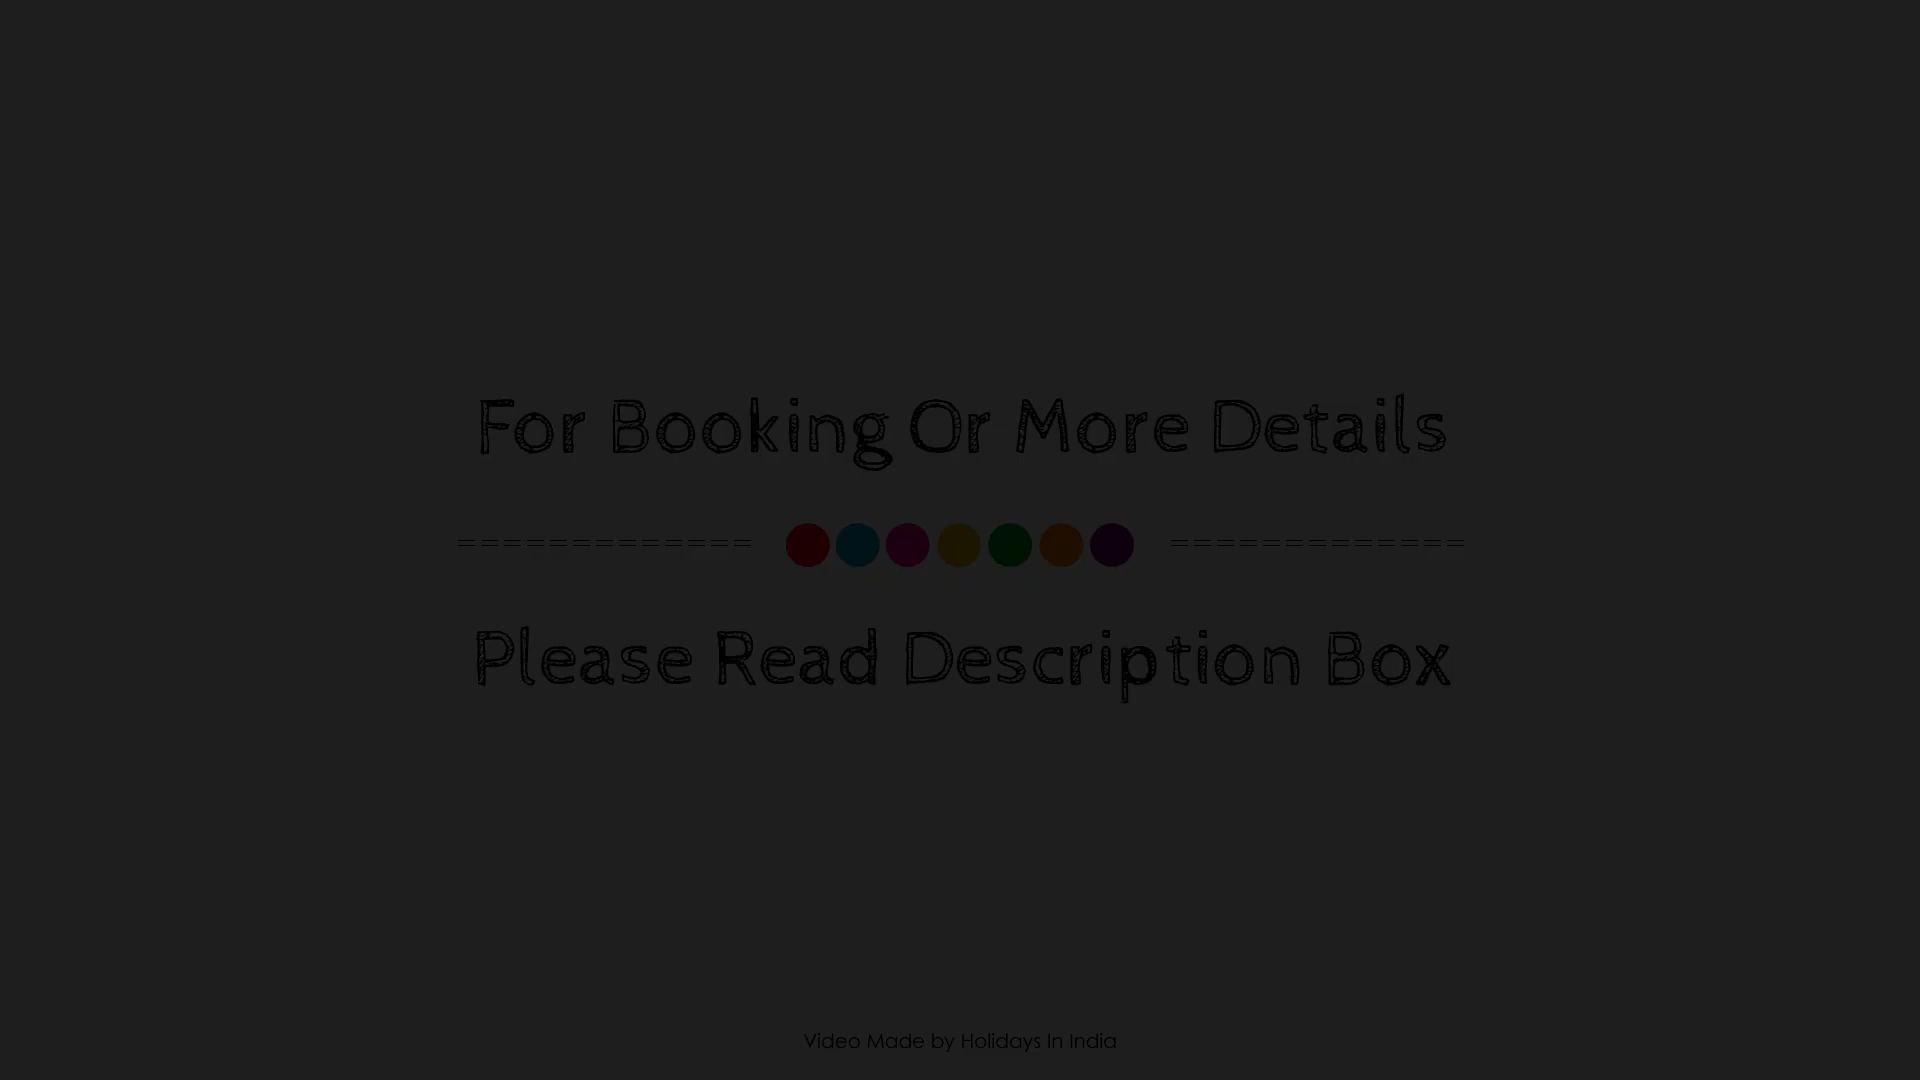 For Booking Or More Details
============= =============
Please Read Description Box
Video Made by Holidays In India